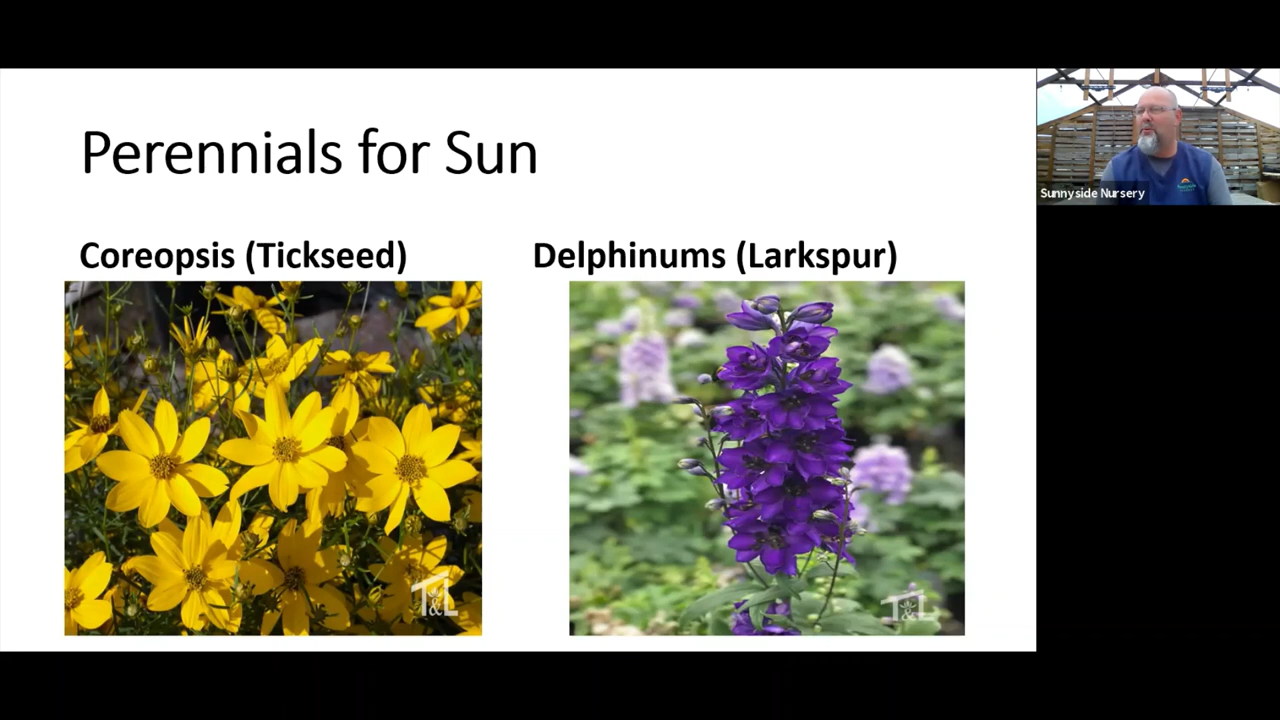 Perennials for Sun
Coreopsis (Tickseed)
Delphinums (Larkspur)
T&L
T&L
Sunnyside Nursery